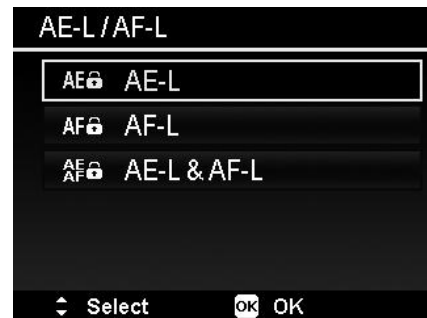 AE-L / AF-L
AE AE-L
AF AF-L
AE AF AE-L & AF-L
Select OK OK